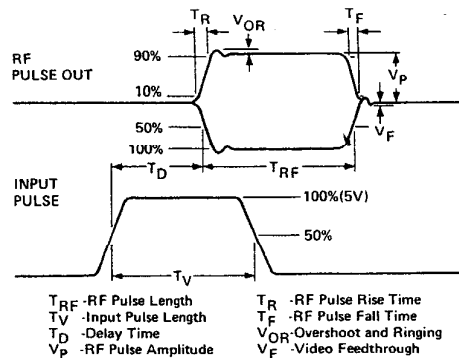 T_R
V_OR
T_F
RF
PULSE OUT
90%
10%
50%
100%
V_P
V_F
T_D
T_RF
INPUT
PULSE
100%(5V)
50%
T_V
T_RF -RF Pulse Length
T_V -Input Pulse Length
T_D -Delay Time
V_P -RF Pulse Amplitude
T_R -RF Pulse Rise Time
T_F -RF Pulse Fall Time
V_OR-Overshoot and Ringing
V_F -Video Feedthrough